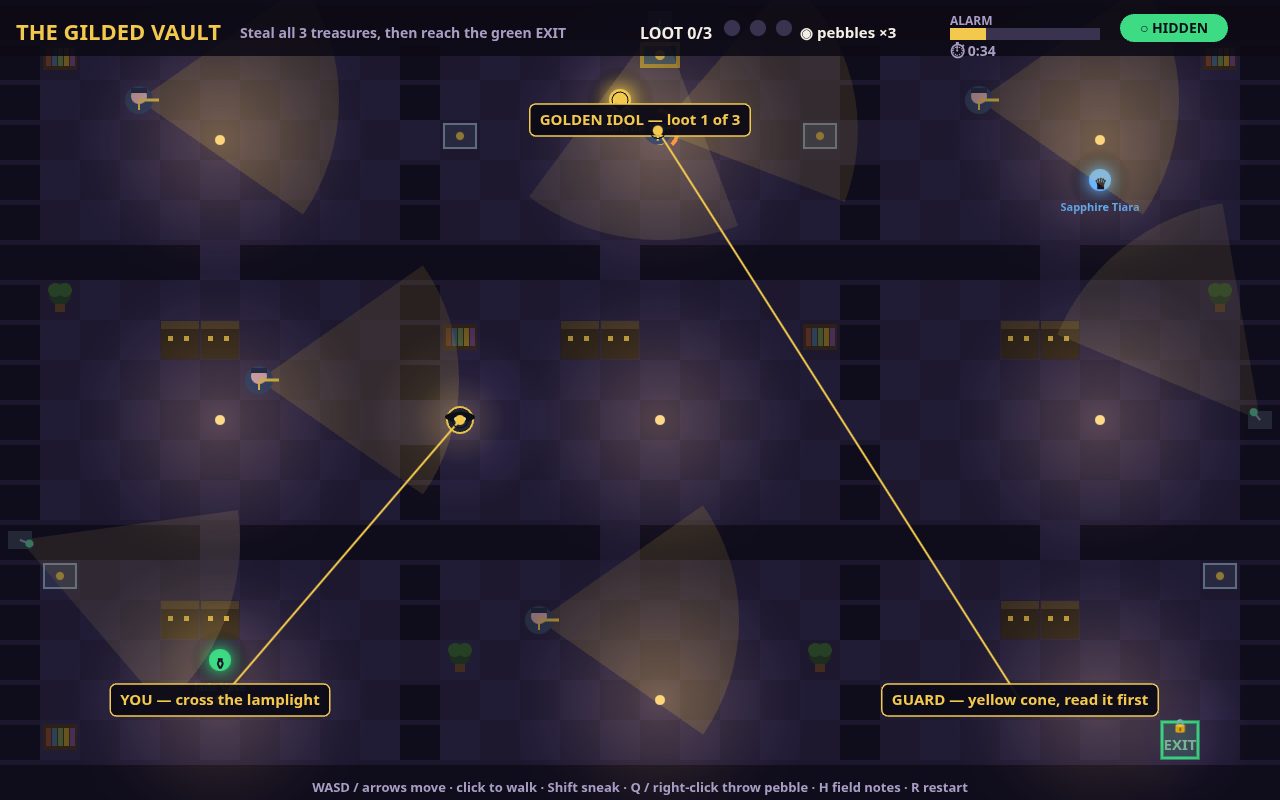 THE GILDED VAULT
Steal all 3 treasures, then reach the green EXIT
LOOT 0/3
◉ pebbles ×3
ALARM
⏱ 0:34
○ HIDDEN
GOLDEN IDOL — loot 1 of 3
Sapphire Tiara
YOU — cross the lamplight
GUARD — yellow cone, read it first
EXIT
WASD / arrows move · click to walk · Shift sneak · Q / right-click throw pebble · H field notes · R restart